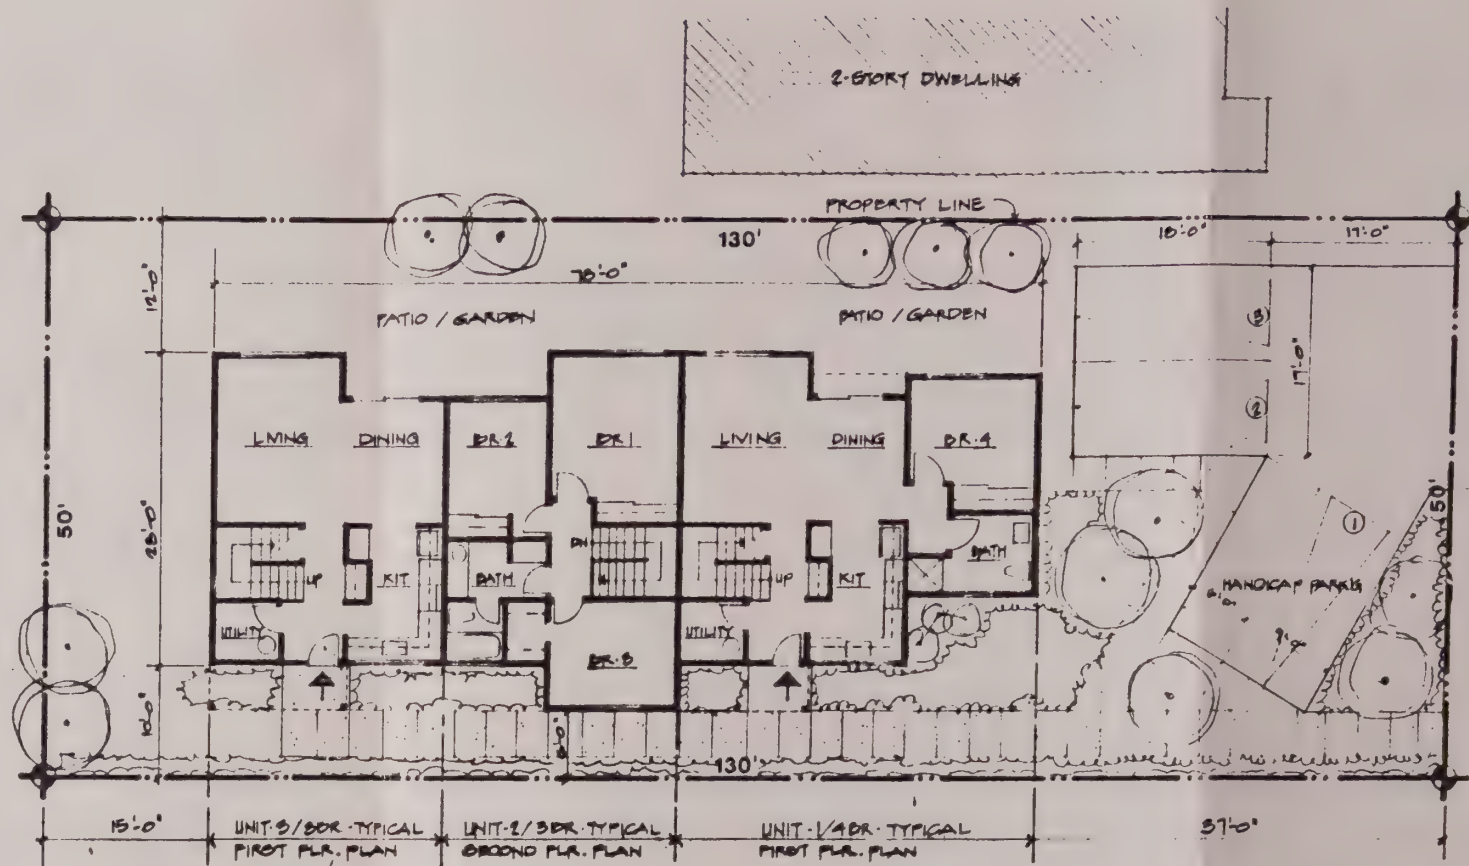 2-STORY DWELLING
PROPERTY LINE
130'
18'-0"
17'-0"
78'-0"
12'-0"
PATIO / GARDEN
PATIO / GARDEN
3
17'-0"
2
LIVING
DINING
BR.2
BR.1
LIVING
DINING
BR.4
50'
28'-0"
50'
1
DN
BATH
UP
KIT
BATH
UP
KIT
HANDICAP PARK'G
UTILITY
UTILITY
BR.3
10'-0"
130'
15'-0"
UNIT-3/3BR-TYPICAL
FIRST FLR. PLAN
UNIT-2/3BR-TYPICAL
SECOND FLR. PLAN
UNIT-1/4BR-TYPICAL
FIRST FLR. PLAN
37'-0"